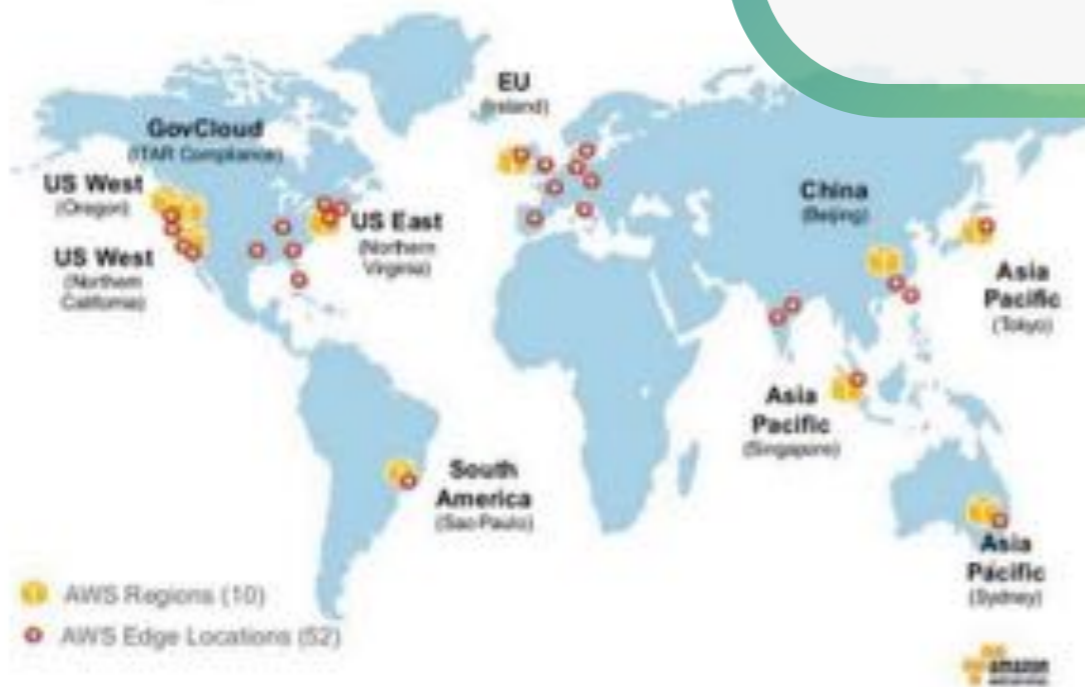 EU
(Ireland)
GovCloud
(ITAR Compliance)
US West
(Oregon)
US East
(Northern
Virginia)
US West
(Northern
California)
China
(Beijing)
Asia
Pacific
(Tokyo)
Asia
Pacific
(Singapore)
South
America
(Sao Paulo)
Asia
Pacific
(Sydney)
AWS Regions (10)
AWS Edge Locations (52)
amazon